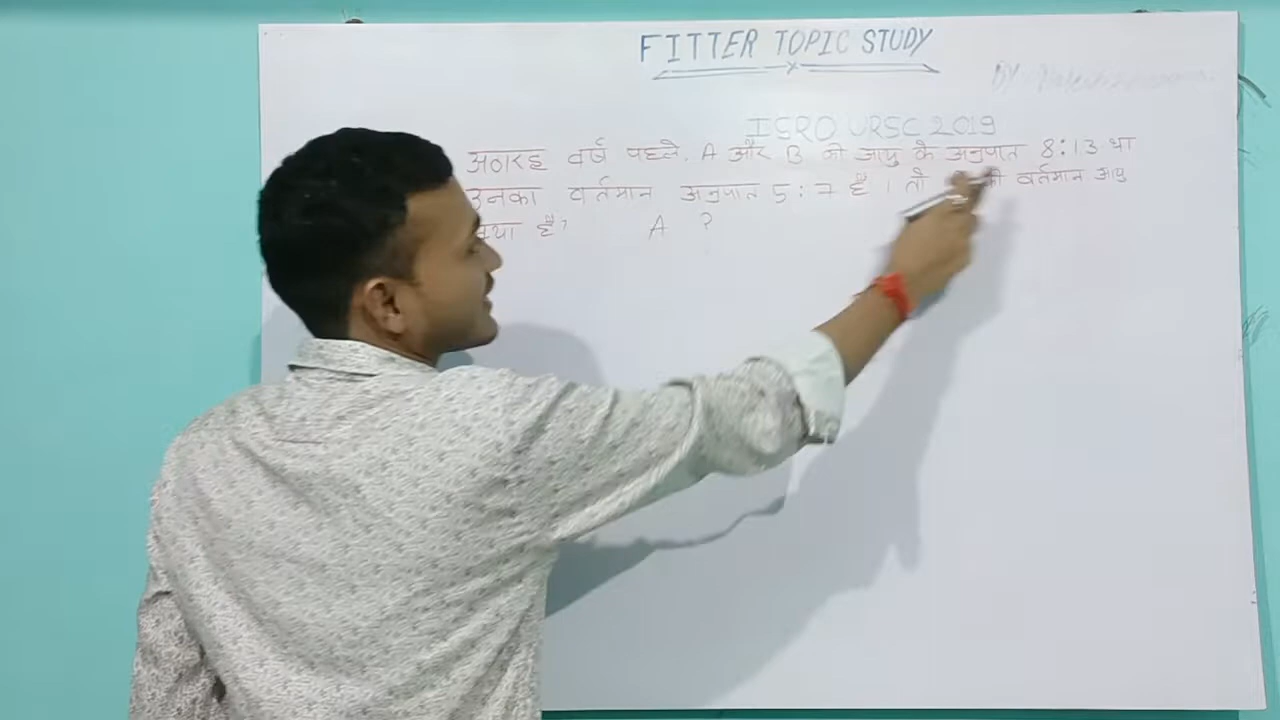 FITTER TOPIC STUDY
ISRO URSC 2019
अठारह वर्ष पहले, A और B की आयु के अनुपात 8:13 था
उनका वर्तमान अनुपात 5:7 है। तो की वर्तमान आयु
क्या है? A ?